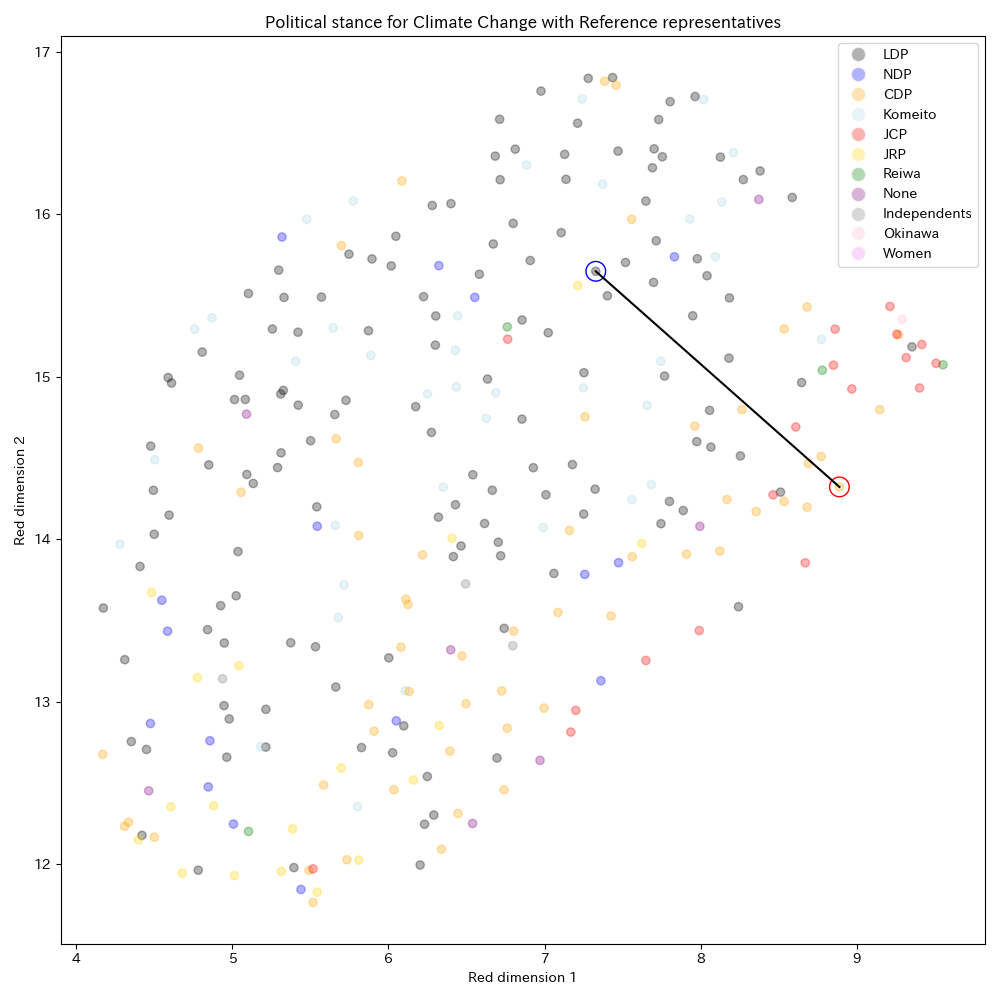 Political stance for Climate Change with Reference representatives
LDP
NDP
CDP
Komeito
JCP
JRP
Reiwa
None
Independents
Okinawa
Women
17
16
15
14
13
12
Red dimension 2
4
5
6
7
8
9
Red dimension 1